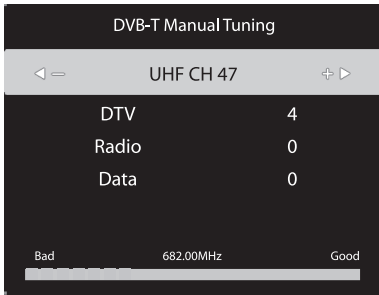 DVB-T Manual Tuning
UHF CH 47
DTV 4
Radio 0
Data 0
Bad 682.00MHz Good